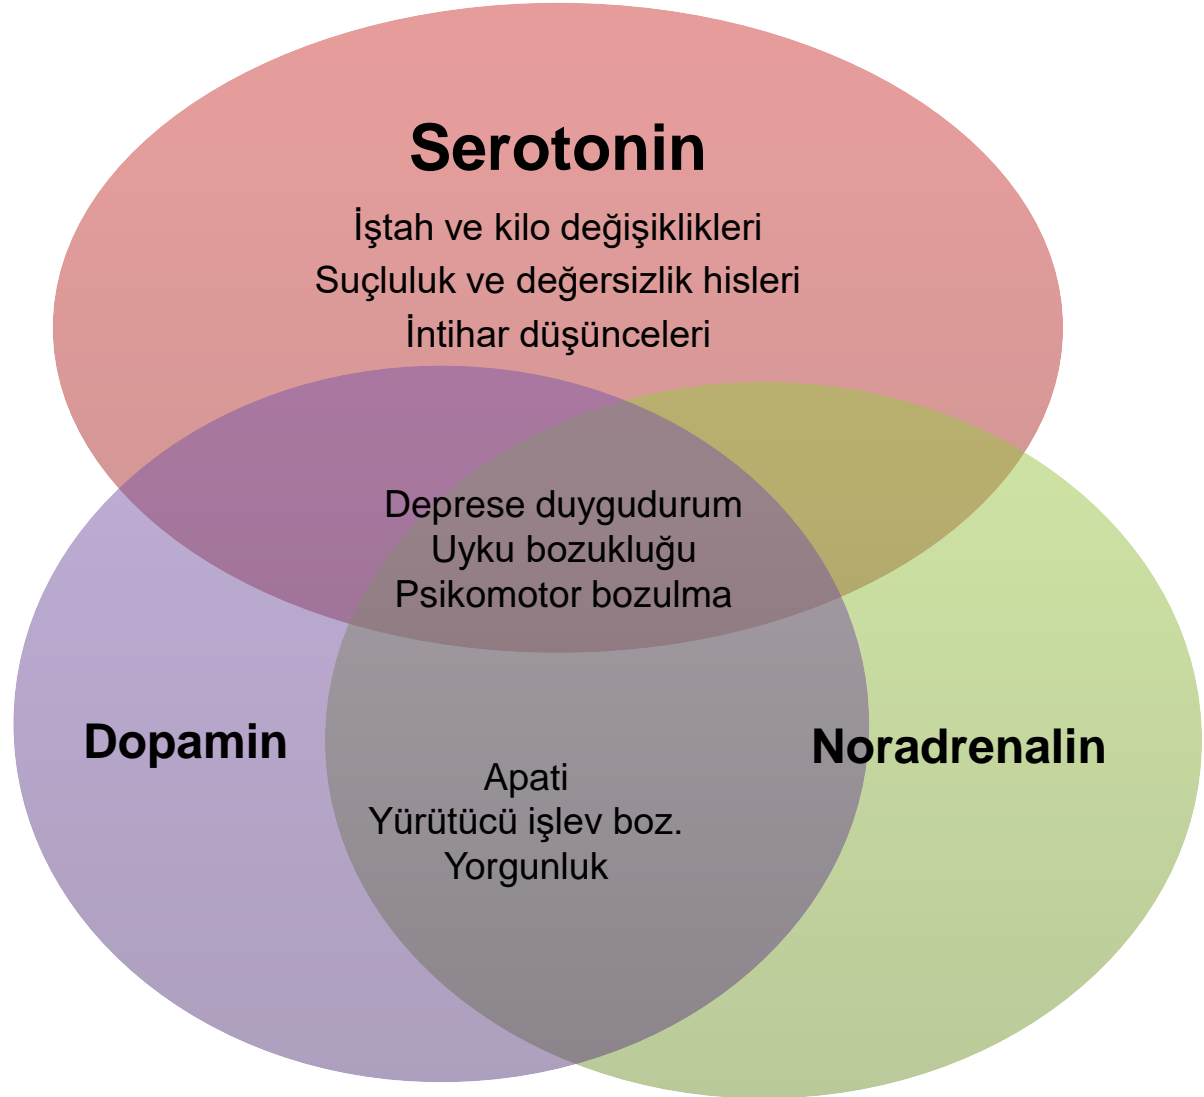 Serotonin
İştah ve kilo değişiklikleri
Suçluluk ve değersizlik hisleri
İntihar düşünceleri
Deprese duygudurum
Uyku bozukluğu
Psikomotor bozulma
Dopamin
Noradrenalin
Apati
Yürütücü işlev boz.
Yorgunluk